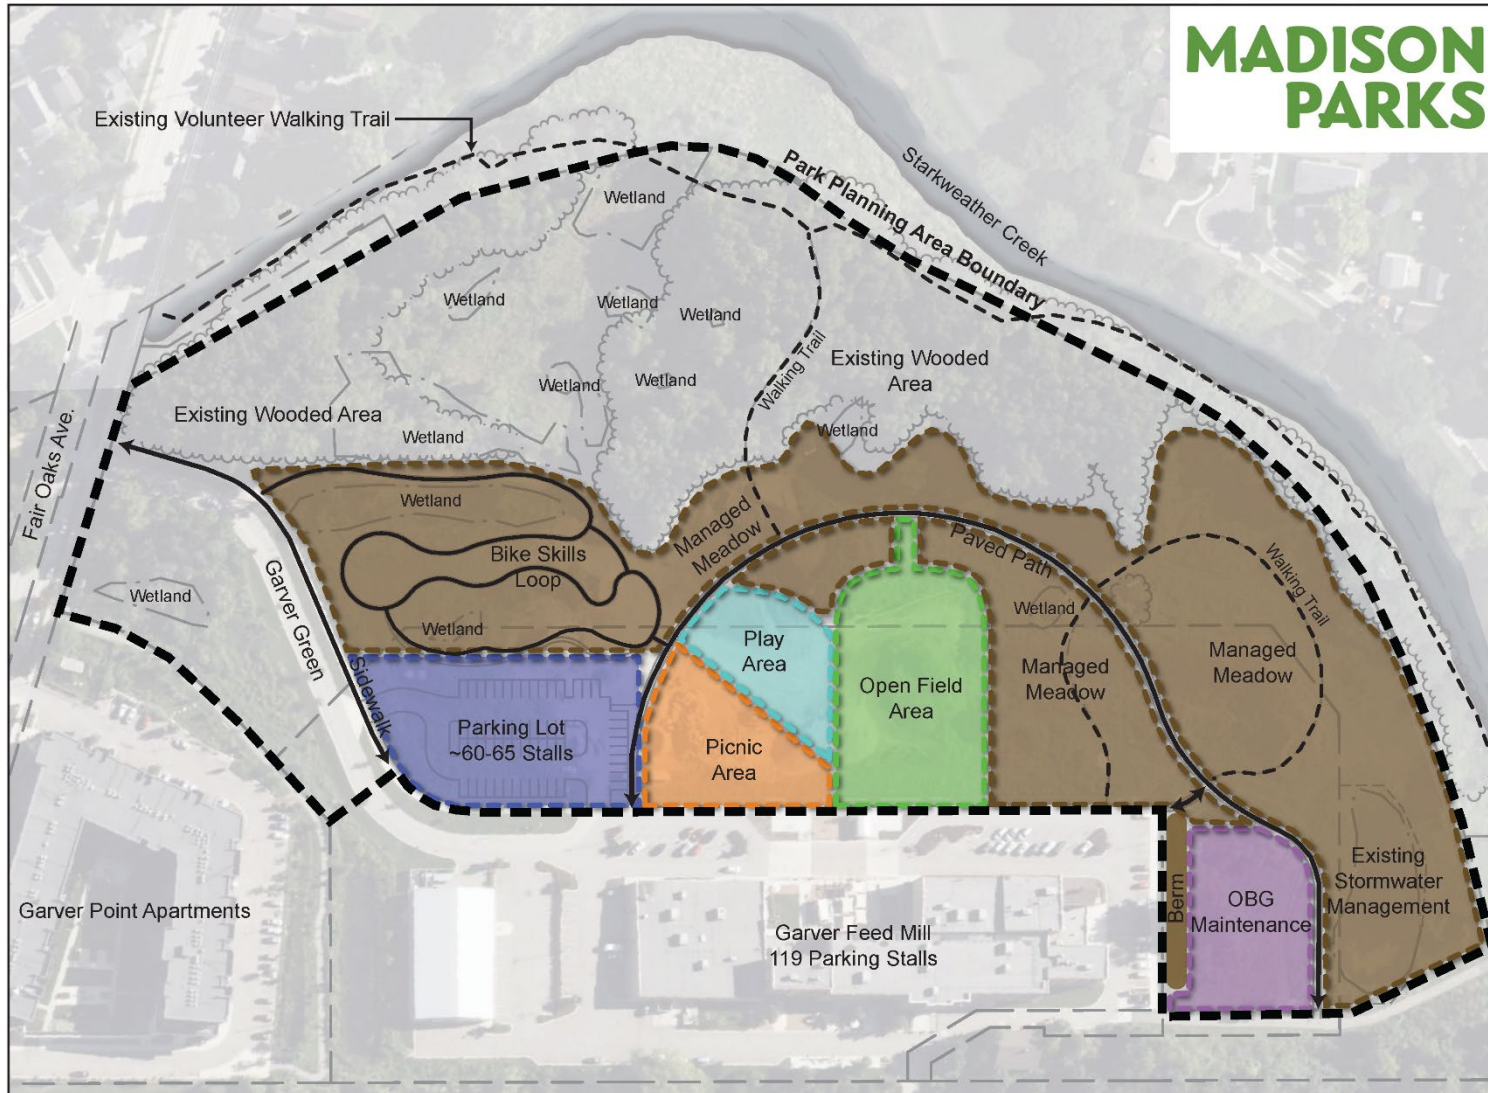 MADISON
PARKS
Existing Volunteer Walking Trail
Starkweather Creek
Park Planning Area Boundary
Wetland
Wetland
Wetland
Wetland
Walking Trail
Existing Wooded
Area
Wetland
Wetland
Existing Wooded Area
Wetland
Wetland
Fair Oaks Ave.
Wetland
Managed
Meadow
Paved Path
Bike Skills
Loop
Walking Trail
Wetland
Garver Green
Wetland
Wetland
Play
Area
Managed
Meadow
Managed
Meadow
Open Field
Area
Sidewalk
Parking Lot
~60-65 Stalls
Picnic
Area
Existing
Stormwater
Management
Berm
OBG
Maintenance
Garver Point Apartments
Garver Feed Mill
119 Parking Stalls